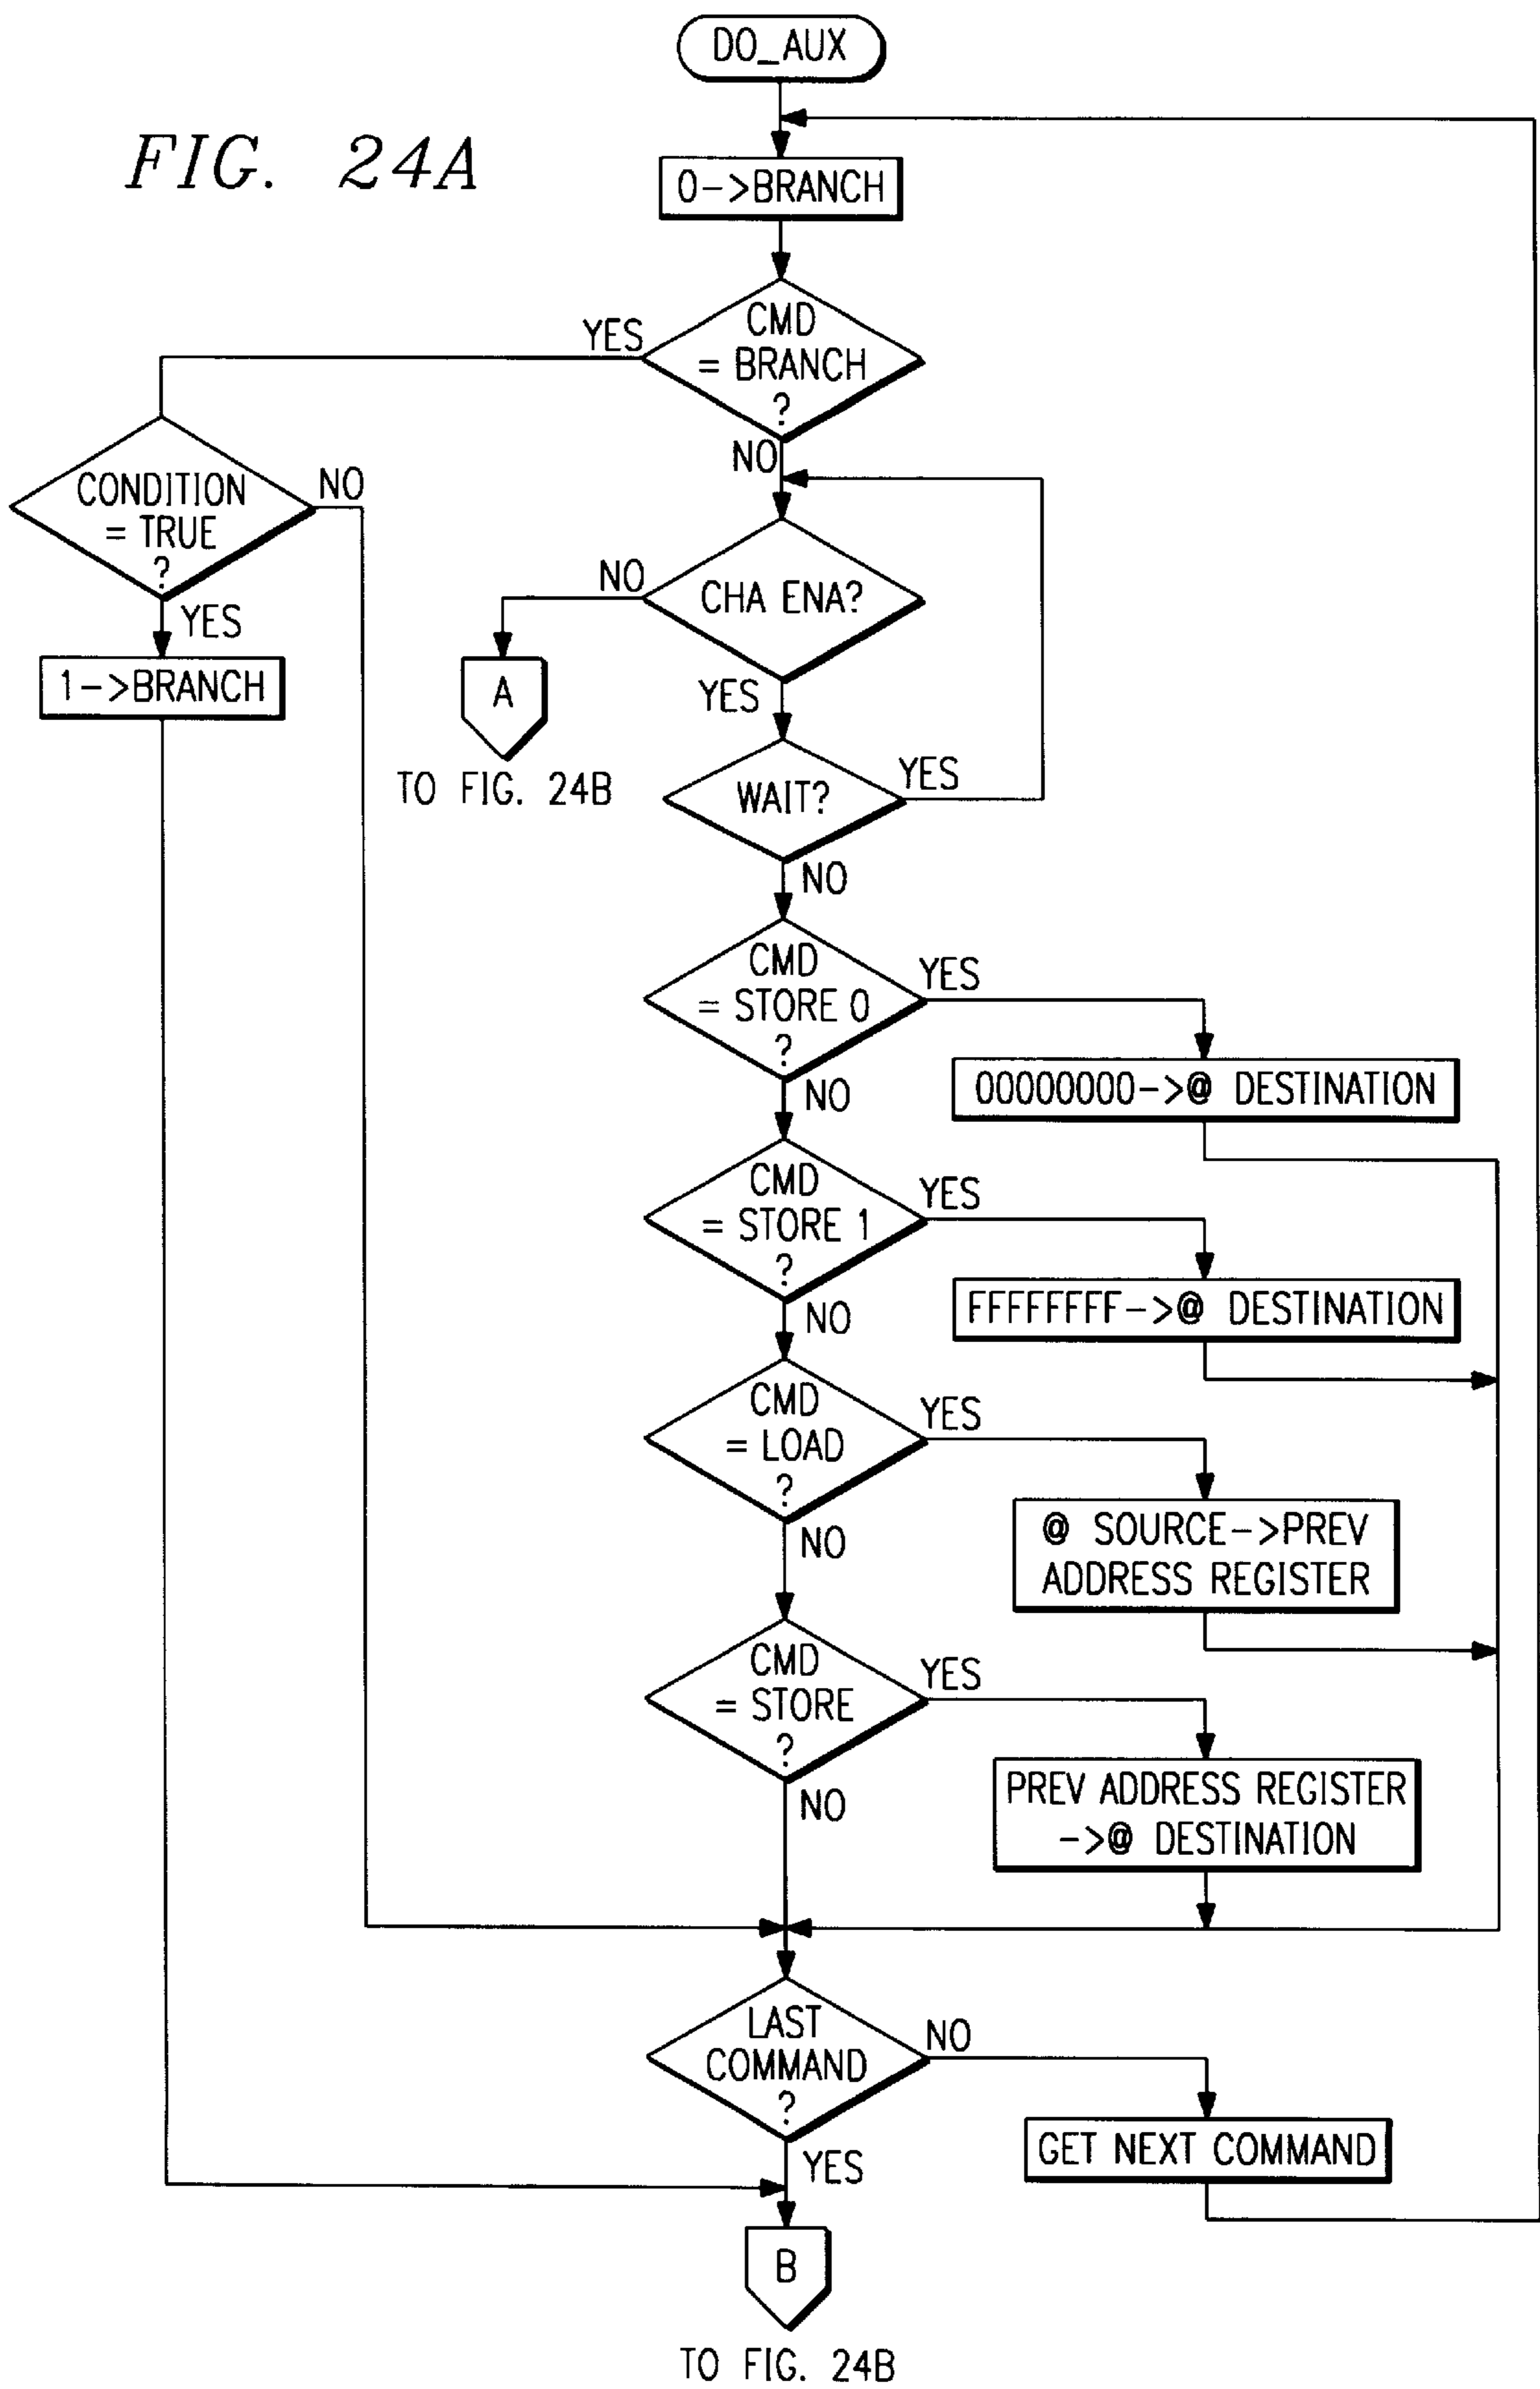 DO_AUX
FIG. 24A
0->BRANCH
CMD
= BRANCH
?
YES
NO
CONDITION
= TRUE
?
NO
YES
1->BRANCH
CHA ENA?
NO
A
TO FIG. 24B
YES
WAIT?
YES
NO
CMD
= STORE 0
?
YES
00000000->@ DESTINATION
NO
CMD
= STORE 1
?
YES
FFFFFFFF->@ DESTINATION
NO
CMD
= LOAD
?
YES
@ SOURCE->PREV
ADDRESS REGISTER
NO
CMD
= STORE
?
YES
PREV ADDRESS REGISTER
->@ DESTINATION
NO
LAST
COMMAND
?
NO
GET NEXT COMMAND
YES
B
TO FIG. 24B